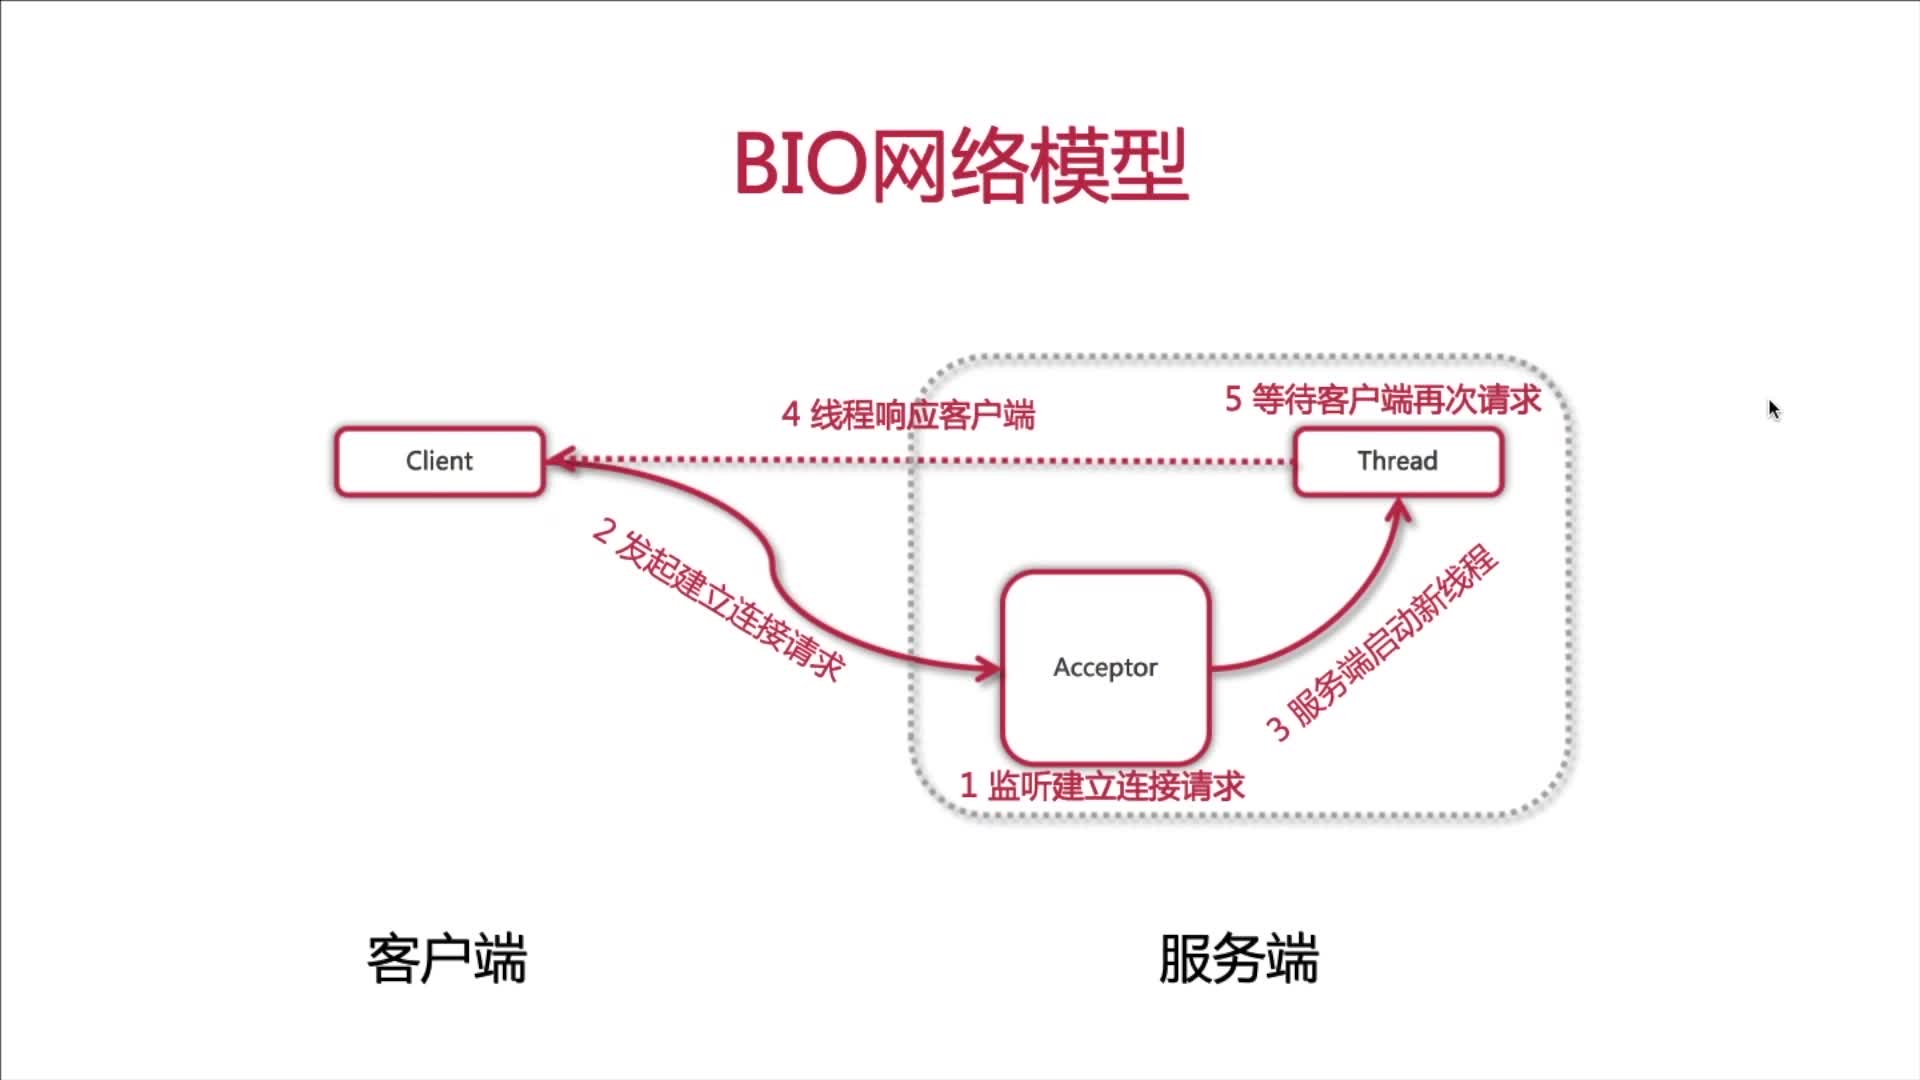 BIO网络模型
4 线程响应客户端
5 等待客户端再次请求
Client
Thread
2 发起建立连接请求
3 服务端启动新线程
Acceptor
1 监听建立连接请求
客户端
服务端